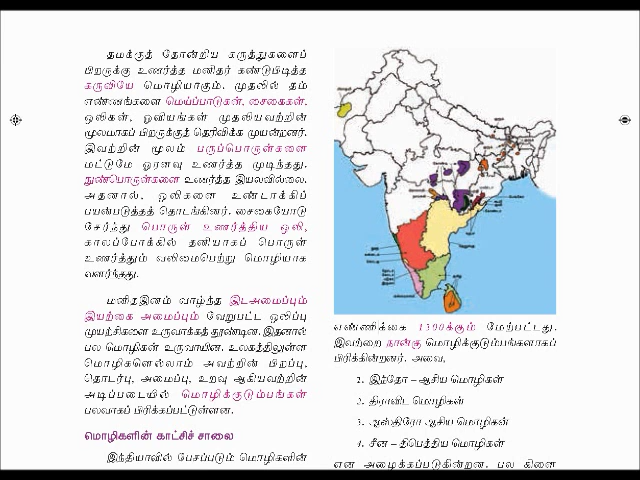 தமக்குத் தோன்றிய கருத்துகளைப்
பிறருக்கு உணர்த்த மனிதர் கண்டுபிடித்த
கருவியே மொழியாகும். முதலில் தம்
எண்ணங்களை மெய்ப்பாடுகள், சைகைகள்,
ஒலிகள், ஓவியங்கள் முதலியவற்றின்
மூலமாகப் பிறருக்குத் தெரிவிக்க முயன்றனர்.
இவற்றின் மூலம் பருப்பொருள்களை
மட்டுமே ஓரளவு உணர்த்த முடிந்தது.
நுண்பொருள்களை உணர்த்த இயலவில்லை.
அதனால், ஒலிகளை உண்டாக்கிப்
பயன்படுத்தத் தொடங்கினர். சைகையோடு
சேர்ந்து பொருள் உணர்த்திய ஒலி,
காலப்போக்கில் தனியாகப் பொருள்
உணர்த்தும் வலிமைபெற்று மொழியாக
வளர்ந்தது.
மனிதஇனம் வாழ்ந்த இடஅமைப்பும்
இயற்கை அமைப்பும் வேறுபட்ட ஒலிப்பு
முயற்சிகளை உருவாக்கத் தூண்டின. இதனால்
பல மொழிகள் உருவாயின. உலகத்திலுள்ள
மொழிகளெல்லாம் அவற்றின் பிறப்பு,
தொடர்பு, அமைப்பு, உறவு ஆகியவற்றின்
அடிப்படையில் மொழிக்குடும்பங்கள்
பலவாகப் பிரிக்கப்பட்டுள்ளன.
மொழிகளின் காட்சிச் சாலை
இந்தியாவில் பேசப்படும் மொழிகளின்
எண்ணிக்கை 1300க்கும் மேற்பட்டது.
இவற்றை நான்கு மொழிக்குடும்பங்களாகப்
பிரிக்கின்றனர். அவை,
1. இந்தோ – ஆசிய மொழிகள்
2. திராவிட மொழிகள்
3. ஆஸ்திரோ ஆசிய மொழிகள்
4. சீன – திபெத்திய மொழிகள்
என அழைக்கப்படுகின்றன. பல கிளை